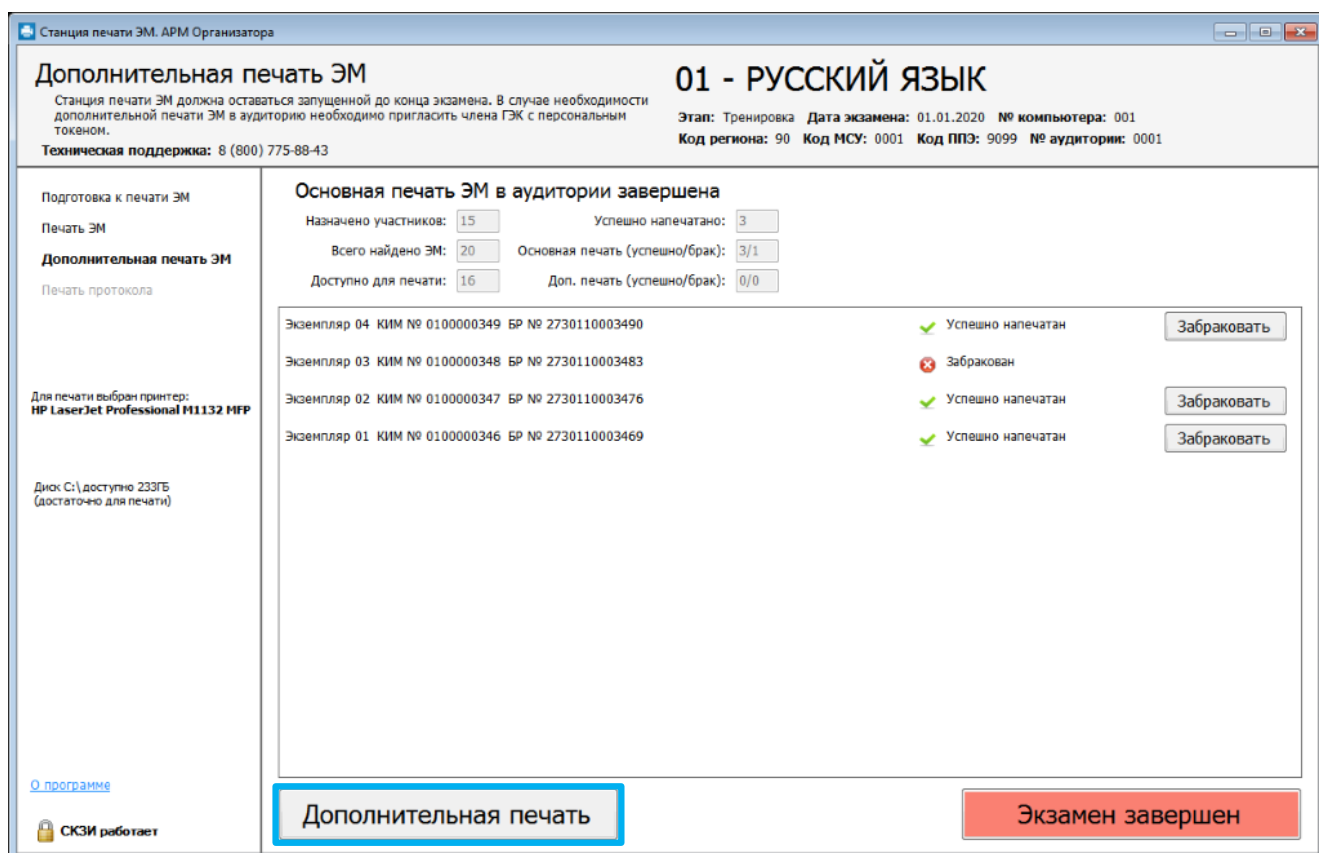 Станция печати ЭМ. АРМ Организатора
Дополнительная печать ЭМ
Станция печати ЭМ должна оставаться запущенной до конца экзамена. В случае необходимости
дополнительной печати ЭМ в аудиторию необходимо пригласить члена ГЭК с персональным
токеном.
Техническая поддержка: 8 (800) 775-88-43
01 - РУССКИЙ ЯЗЫК
Этап: Тренировка Дата экзамена: 01.01.2020 № компьютера: 001
Код региона: 90 Код МСУ: 0001 Код ППЭ: 9099 № аудитории: 0001
Подготовка к печати ЭМ
Печать ЭМ
Дополнительная печать ЭМ
Печать протокола
Для печати выбран принтер:
HP LaserJet Professional M1132 MFP
Диск C:\ доступно 233ГБ
(достаточно для печати)
О программе
СКЗИ работает
Основная печать ЭМ в аудитории завершена
Назначено участников: 15 Успешно напечатано: 3
Всего найдено ЭМ: 20 Основная печать (успешно/брак): 3/1
Доступно для печати: 16 Доп. печать (успешно/брак): 0/0
Экземпляр 04 КИМ № 0100000349 БР № 2730110003490 Успешно напечатан Забраковать
Экземпляр 03 КИМ № 0100000348 БР № 2730110003483 Забракован
Экземпляр 02 КИМ № 0100000347 БР № 2730110003476 Успешно напечатан Забраковать
Экземпляр 01 КИМ № 0100000346 БР № 2730110003469 Успешно напечатан Забраковать
Дополнительная печать Экзамен завершен